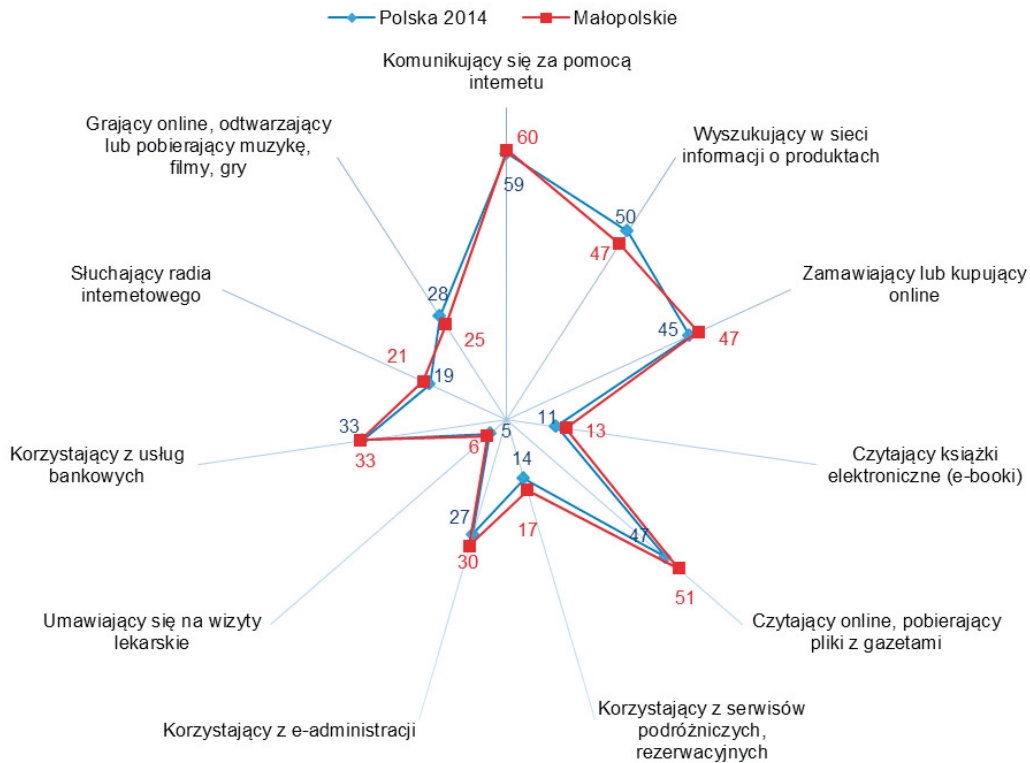 Polska 2014
Małopolskie
Komunikujący się za pomocą
internetu
60
59
Wyszukujący w sieci
informacji o produktach
50
47
Zamawiający lub kupujący
online
45
47
Czytający książki
elektroniczne (e-booki)
11
13
Czytający online, pobierający
pliki z gazetami
47
51
Korzystający z serwisów
podróżniczych,
rezerwacyjnych
14
17
Korzystający z e-administracji
27
30
Umawiający się na wizyty
lekarskie
5
6
Korzystający z usług
bankowych
33
33
Słuchający radia
internetowego
19
21
Grający online, odtwarzający
lub pobierający muzykę,
filmy, gry
28
25